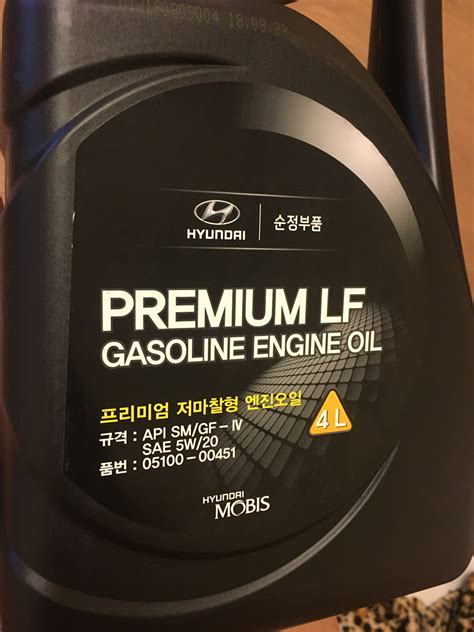 HYUNDAI
순정부품
PREMIUM LF
GASOLINE ENGINE OIL
프리미엄 저마찰형 엔진오일
4 L
규격 : API SM/GF-IV
SAE 5W/20
품번 : 05100-00451
HYUNDAI
MOBIS